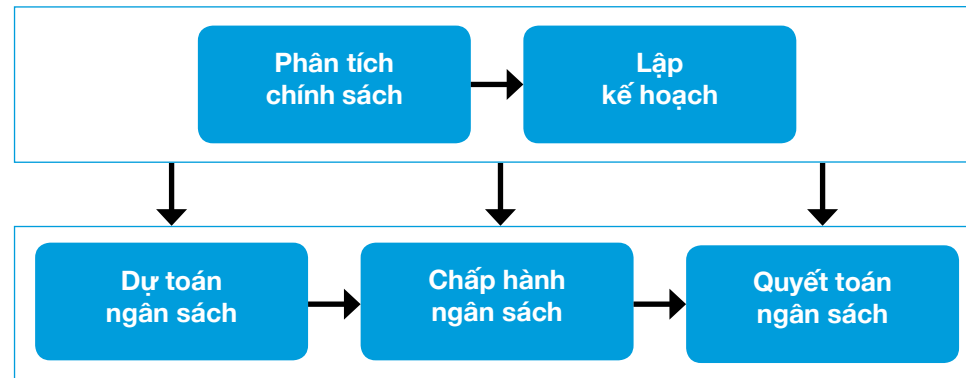 Phân tích
chính sách
Lập
kế hoạch
Dự toán
ngân sách
Chấp hành
ngân sách
Quyết toán
ngân sách